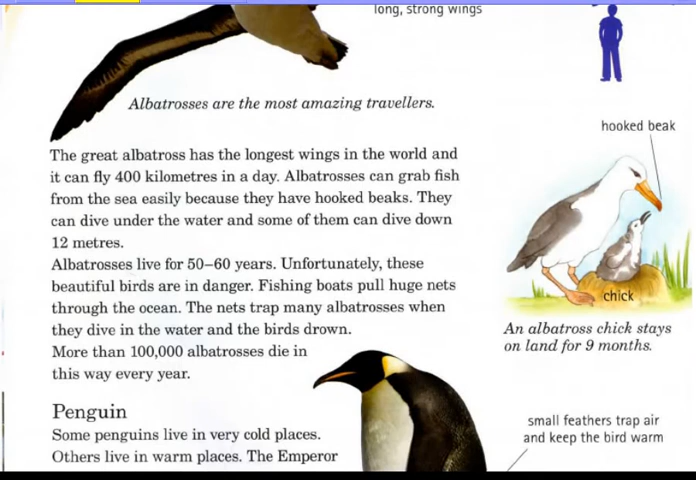 long, strong wings
Albatrosses are the most amazing travellers.
hooked beak
The great albatross has the longest wings in the world and
it can fly 400 kilometres in a day. Albatrosses can grab fish
from the sea easily because they have hooked beaks. They
can dive under the water and some of them can dive down
12 metres.
Albatrosses live for 50–60 years. Unfortunately, these
beautiful birds are in danger. Fishing boats pull huge nets
through the ocean. The nets trap many albatrosses when
they dive in the water and the birds drown.
More than 100,000 albatrosses die in
this way every year.
chick
An albatross chick stays
on land for 9 months.
Penguin
Some penguins live in very cold places.
Others live in warm places. The Emperor
small feathers trap air
and keep the bird warm